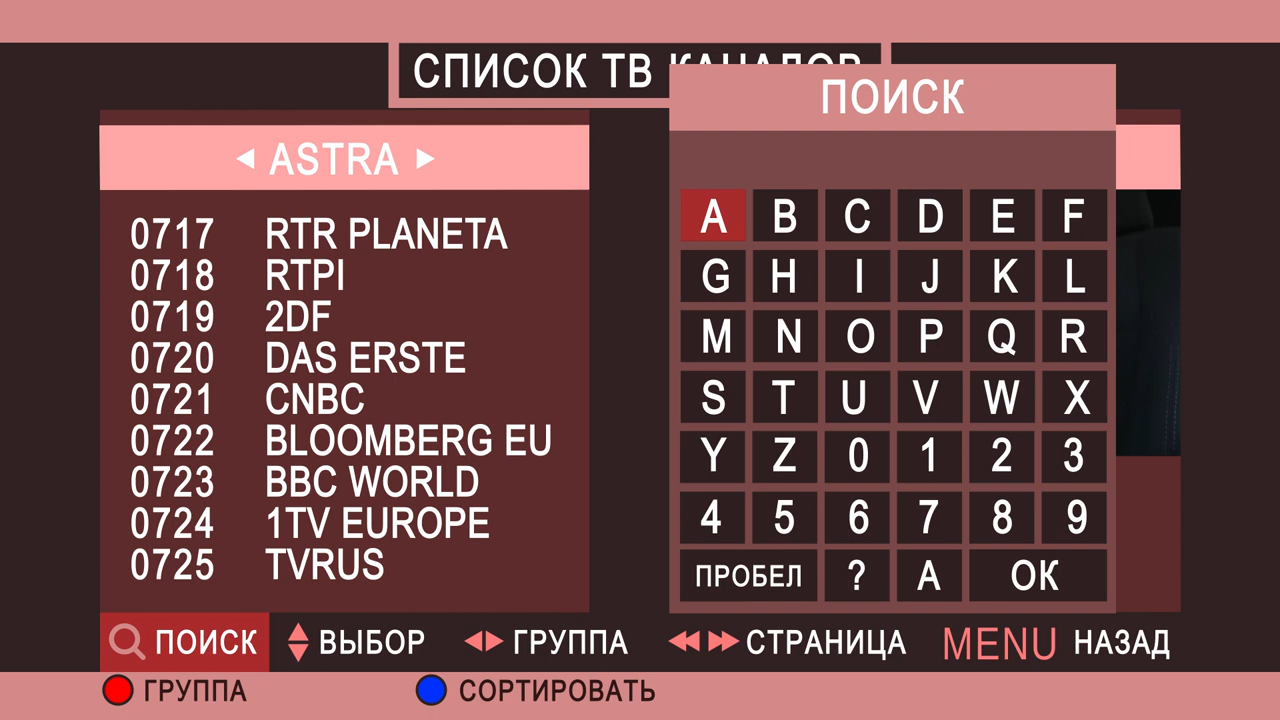 СПИСОК ТВ КАНАЛОВ
ПОИСК
ASTRA
0717 RTR PLANETA
0718 RTPI
0719 2DF
0720 DAS ERSTE
0721 CNBC
0722 BLOOMBERG EU
0723 BBC WORLD
0724 1TV EUROPE
0725 TVRUS
A B C D E F
G H I J K L
M N O P Q R
S T U V W X
Y Z 0 1 2 3
4 5 6 7 8 9
ПРОБЕЛ ? A OK
ПОИСК ВЫБОР ГРУППА СТРАНИЦА MENU НАЗАД
ГРУППА СОРТИРОВАТЬ